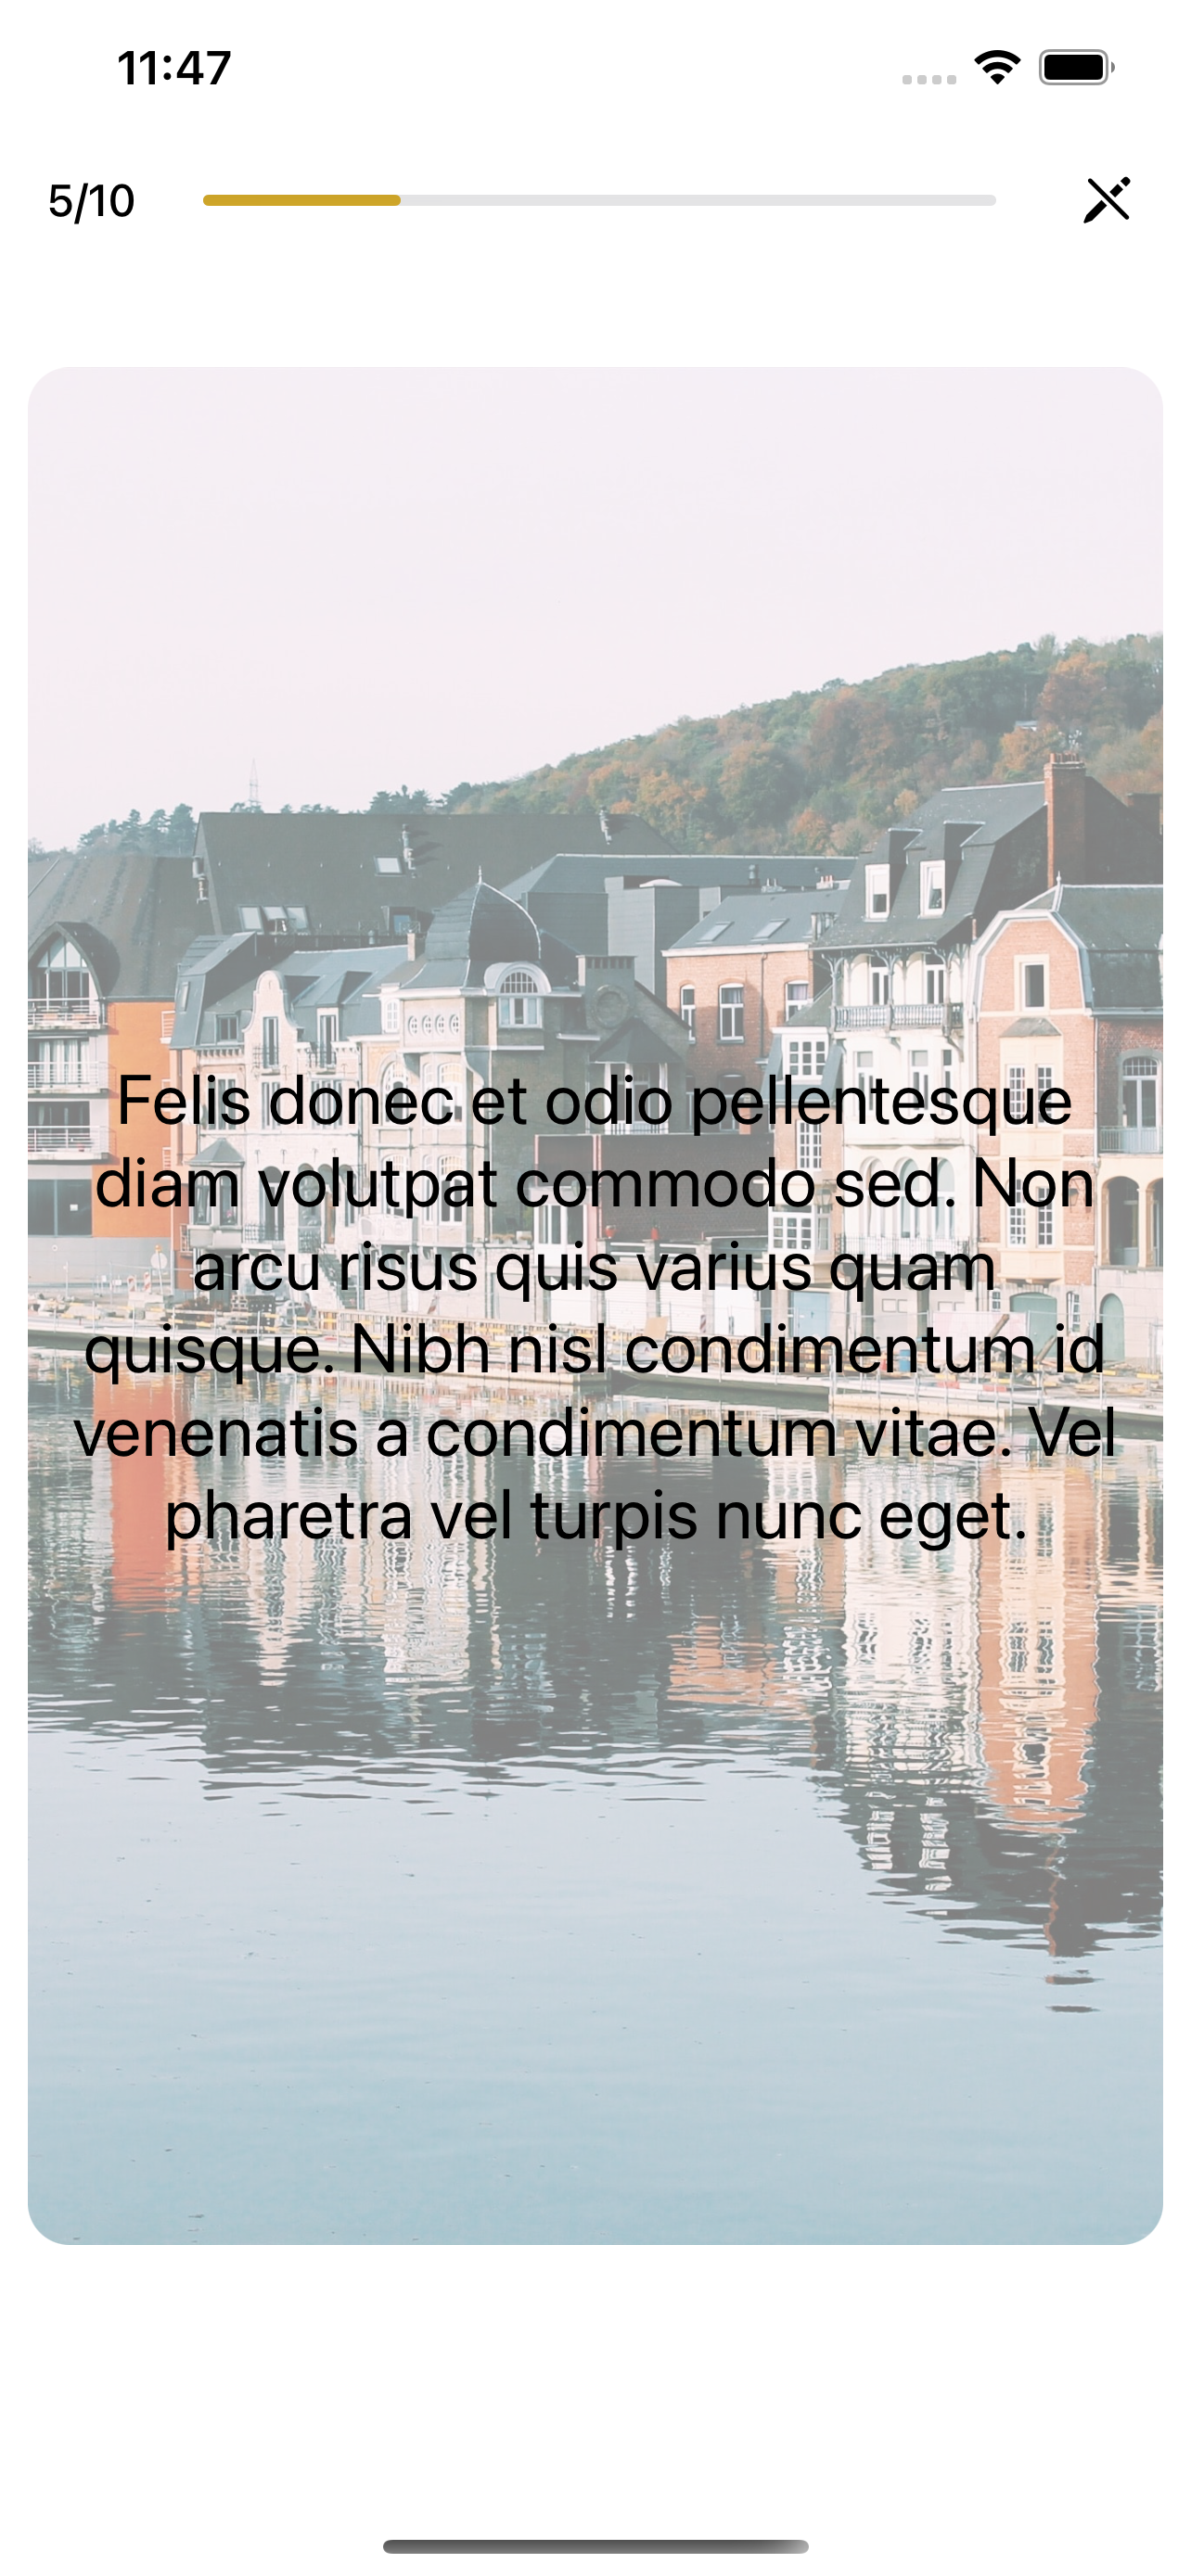 11:47
5/10
Felis donec et odio pellentesque
diam volutpat commodo sed. Non
arcu risus quis varius quam
quisque. Nibh nisl condimentum id
venenatis a condimentum vitae. Vel
pharetra vel turpis nunc eget.